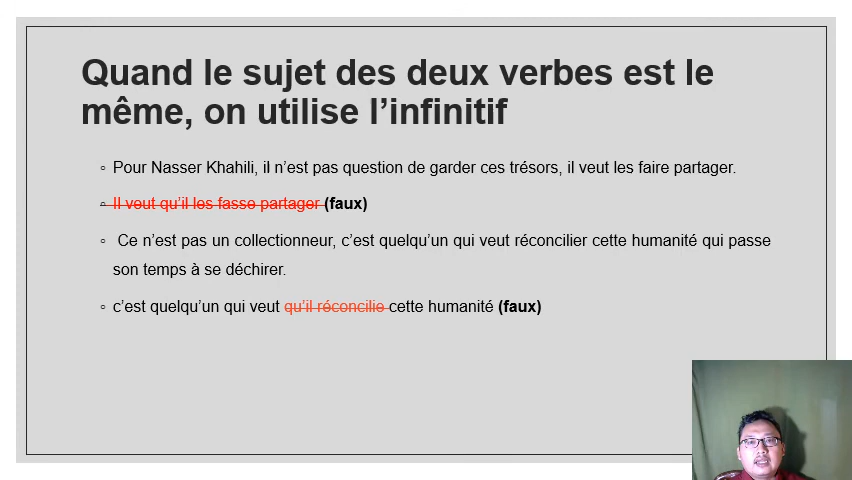 Quand le sujet des deux verbes est le
même, on utilise l’infinitif
◦ Pour Nasser Khahili, il n’est pas question de garder ces trésors, il veut les faire partager.
◦ Il veut qu’il les fasse partager (faux)
◦ Ce n’est pas un collectionneur, c’est quelqu’un qui veut réconcilier cette humanité qui passe
son temps à se déchirer.
◦ c’est quelqu’un qui veut qu’il réconcilie cette humanité (faux)